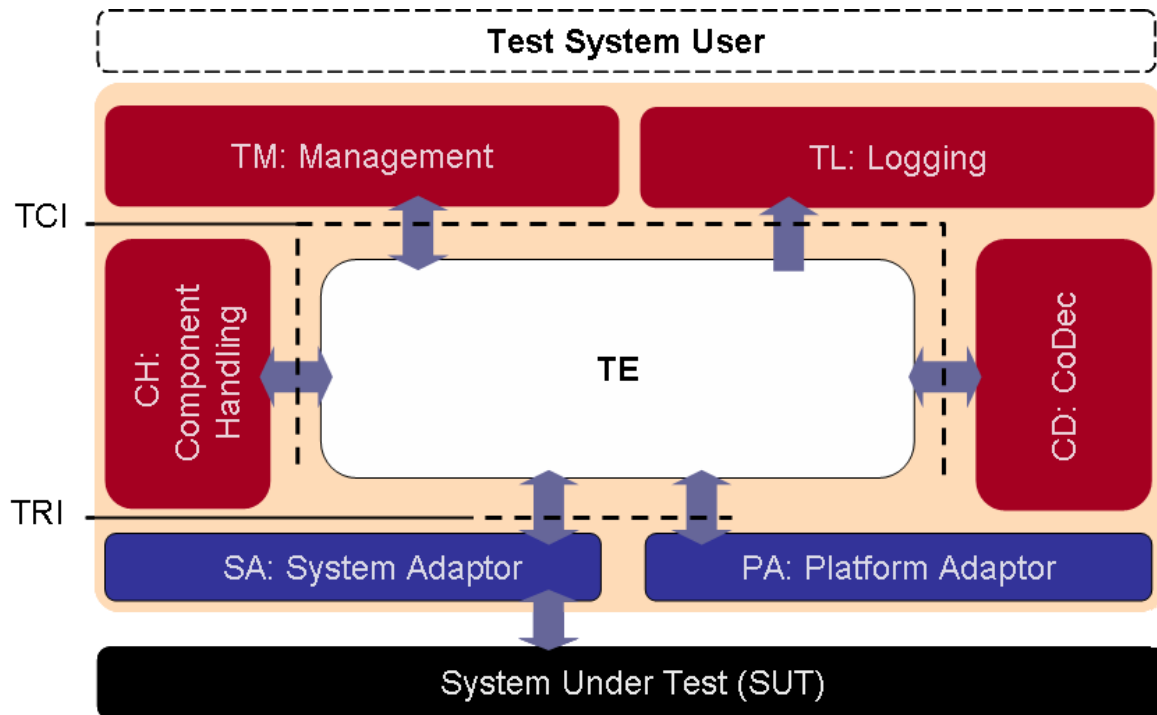 Test System User
TM: Management
TL: Logging
TCI
CH:
Component
Handling
TE
CD: CoDec
TRI
SA: System Adaptor
PA: Platform Adaptor
System Under Test (SUT)